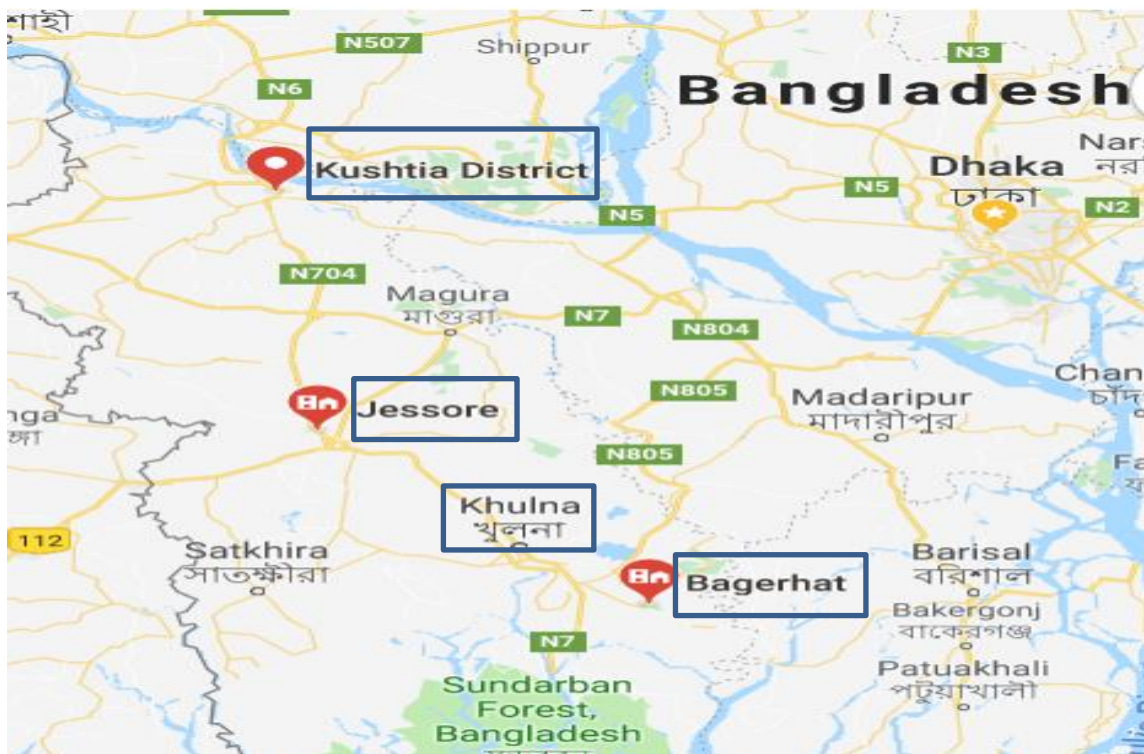 শাহী
N507
Shippur
N3
N6
Bangladesh
Kushtia District
Dhaka
ঢাকা
Nars
নর
N5
N5
N2
N704
Magura
মাগুরা
N7
N804
N805
Madaripur
মাদারীপুর
Chan
চাঁদ
Jessore
nga
ঙ্গা
N805
Khulna
খুলনা
112
Satkhira
সাতক্ষীরা
Bagerhat
Barisal
বরিশাল
Bakergonj
বাকেরগঞ্জ
N7
Patuakhali
পটুয়াখালী
Sundarban
Forest,
Bangladesh